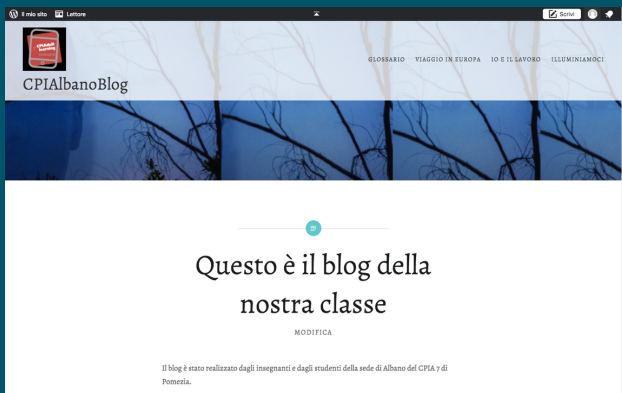 Il mio sito Lettore Scrivi
CPIAlbanoBlog
GLOSSARIO VIAGGIO IN EUROPA IO E IL LAVORO ILLUMINIAMOCI
Questo è il blog della
nostra classe
MODIFICA
Il blog è stato realizzato dagli insegnanti e dagli studenti della sede di Albano del CPIA 7 di
Pomezia.